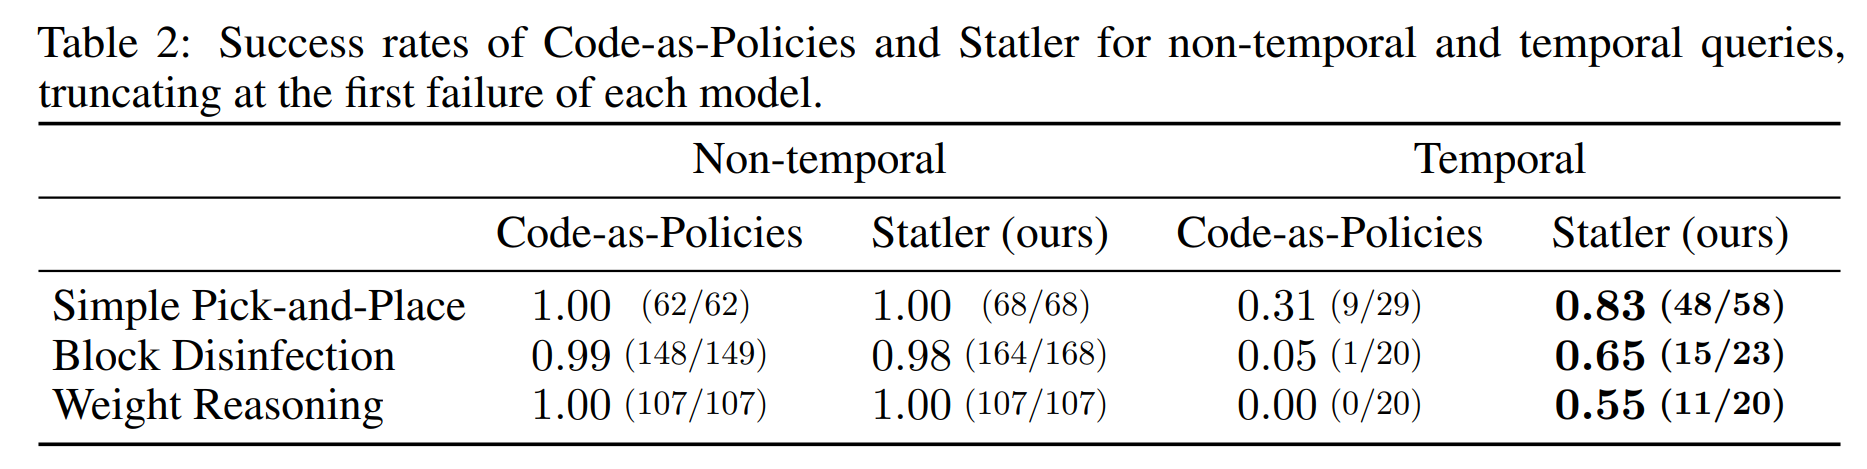 Table 2: Success rates of Code-as-Policies and Statler for non-temporal and temporal queries,
truncating at the first failure of each model.
Non-temporal Temporal
Code-as-Policies Statler (ours) Code-as-Policies Statler (ours)
Simple Pick-and-Place 1.00 (62/62) 1.00 (68/68) 0.31 (9/29) 0.83 (48/58)
Block Disinfection 0.99 (148/149) 0.98 (164/168) 0.05 (1/20) 0.65 (15/23)
Weight Reasoning 1.00 (107/107) 1.00 (107/107) 0.00 (0/20) 0.55 (11/20)